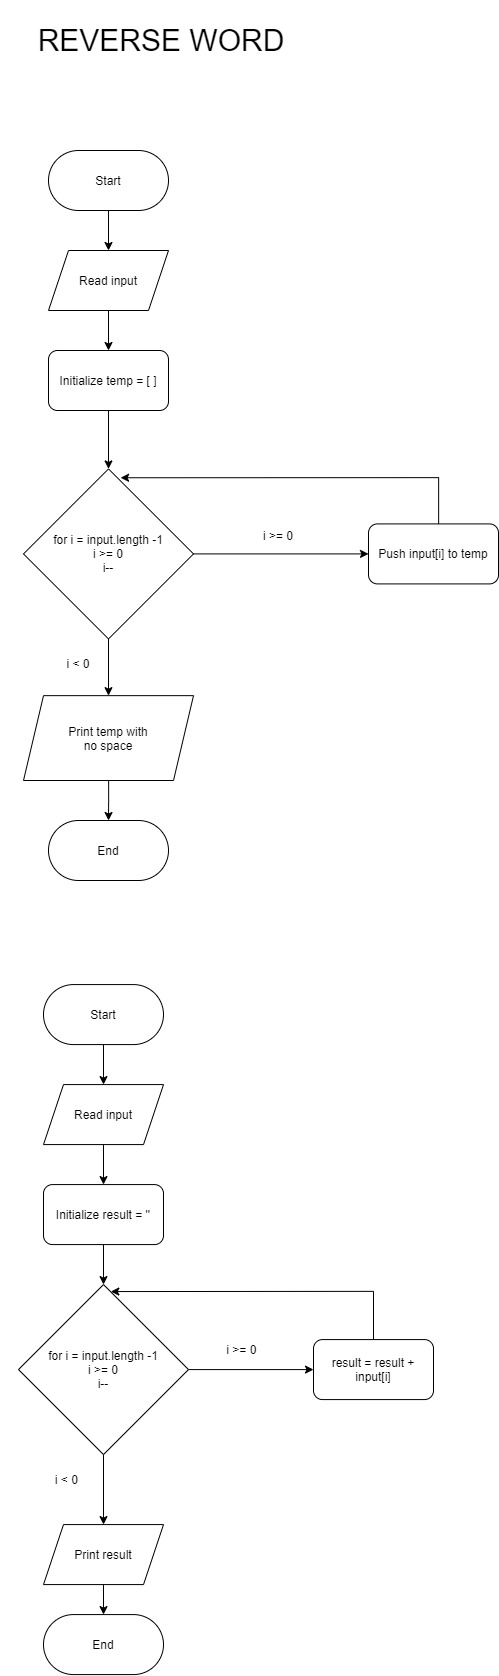 REVERSE WORD
Start
Read input
Initialize temp = [ ]
for i = input.length -1
i >= 0
i--
i >= 0
Push input[i] to temp
i < 0
Print temp with
no space
End
Start
Read input
Initialize result = ''
for i = input.length -1
i >= 0
i--
i >= 0
result = result +
input[i]
i < 0
Print result
End